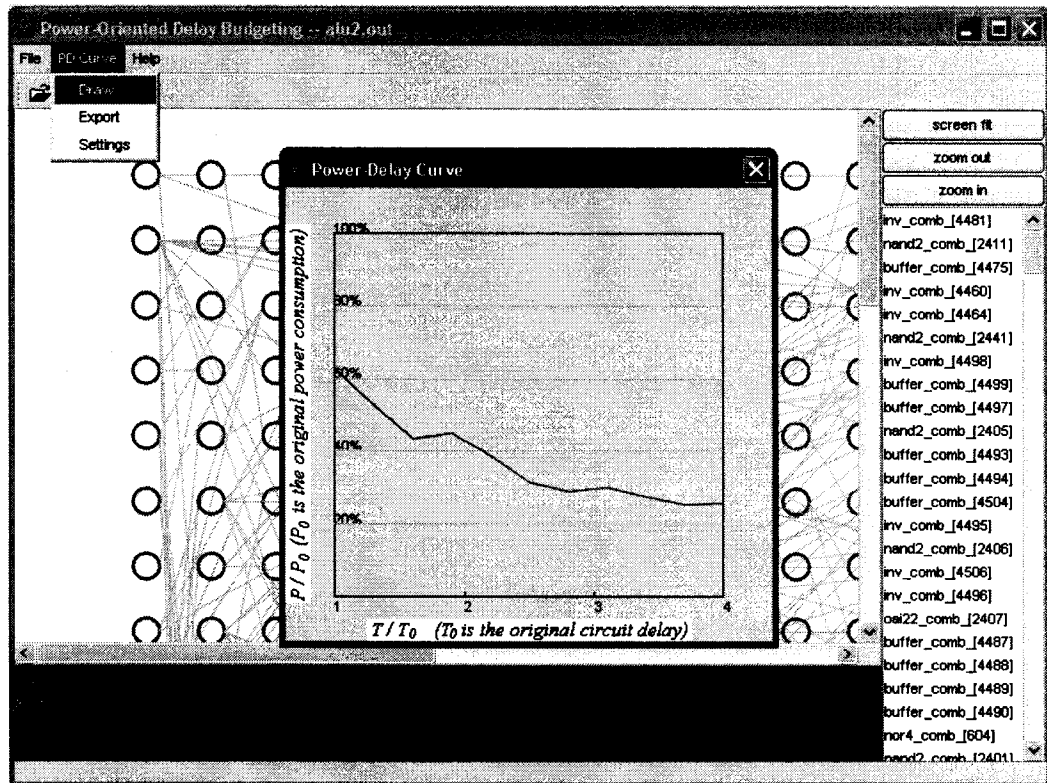 Power-Oriented Delay Budgeting -- alu2.out
File PD Curve Help
Draw
Export
Settings
screen fit
zoom out
zoom in
Power-Delay Curve
100%
80%
60%
40%
20%
P / P0 (P0 is the original power consumption)
1 2 3 4
T / T0 (T0 is the original circuit delay)
inv_comb_[4481]
nand2_comb_[2411]
buffer_comb_[4475]
inv_comb_[4460]
inv_comb_[4464]
nand2_comb_[2441]
inv_comb_[4498]
buffer_comb_[4499]
buffer_comb_[4497]
nand2_comb_[2405]
buffer_comb_[4493]
buffer_comb_[4494]
buffer_comb_[4504]
inv_comb_[4495]
nand2_comb_[2406]
inv_comb_[4506]
inv_comb_[4496]
oai22_comb_[2407]
buffer_comb_[4487]
buffer_comb_[4488]
buffer_comb_[4489]
buffer_comb_[4490]
nor4_comb_[604]
nand2_comb_[2401]